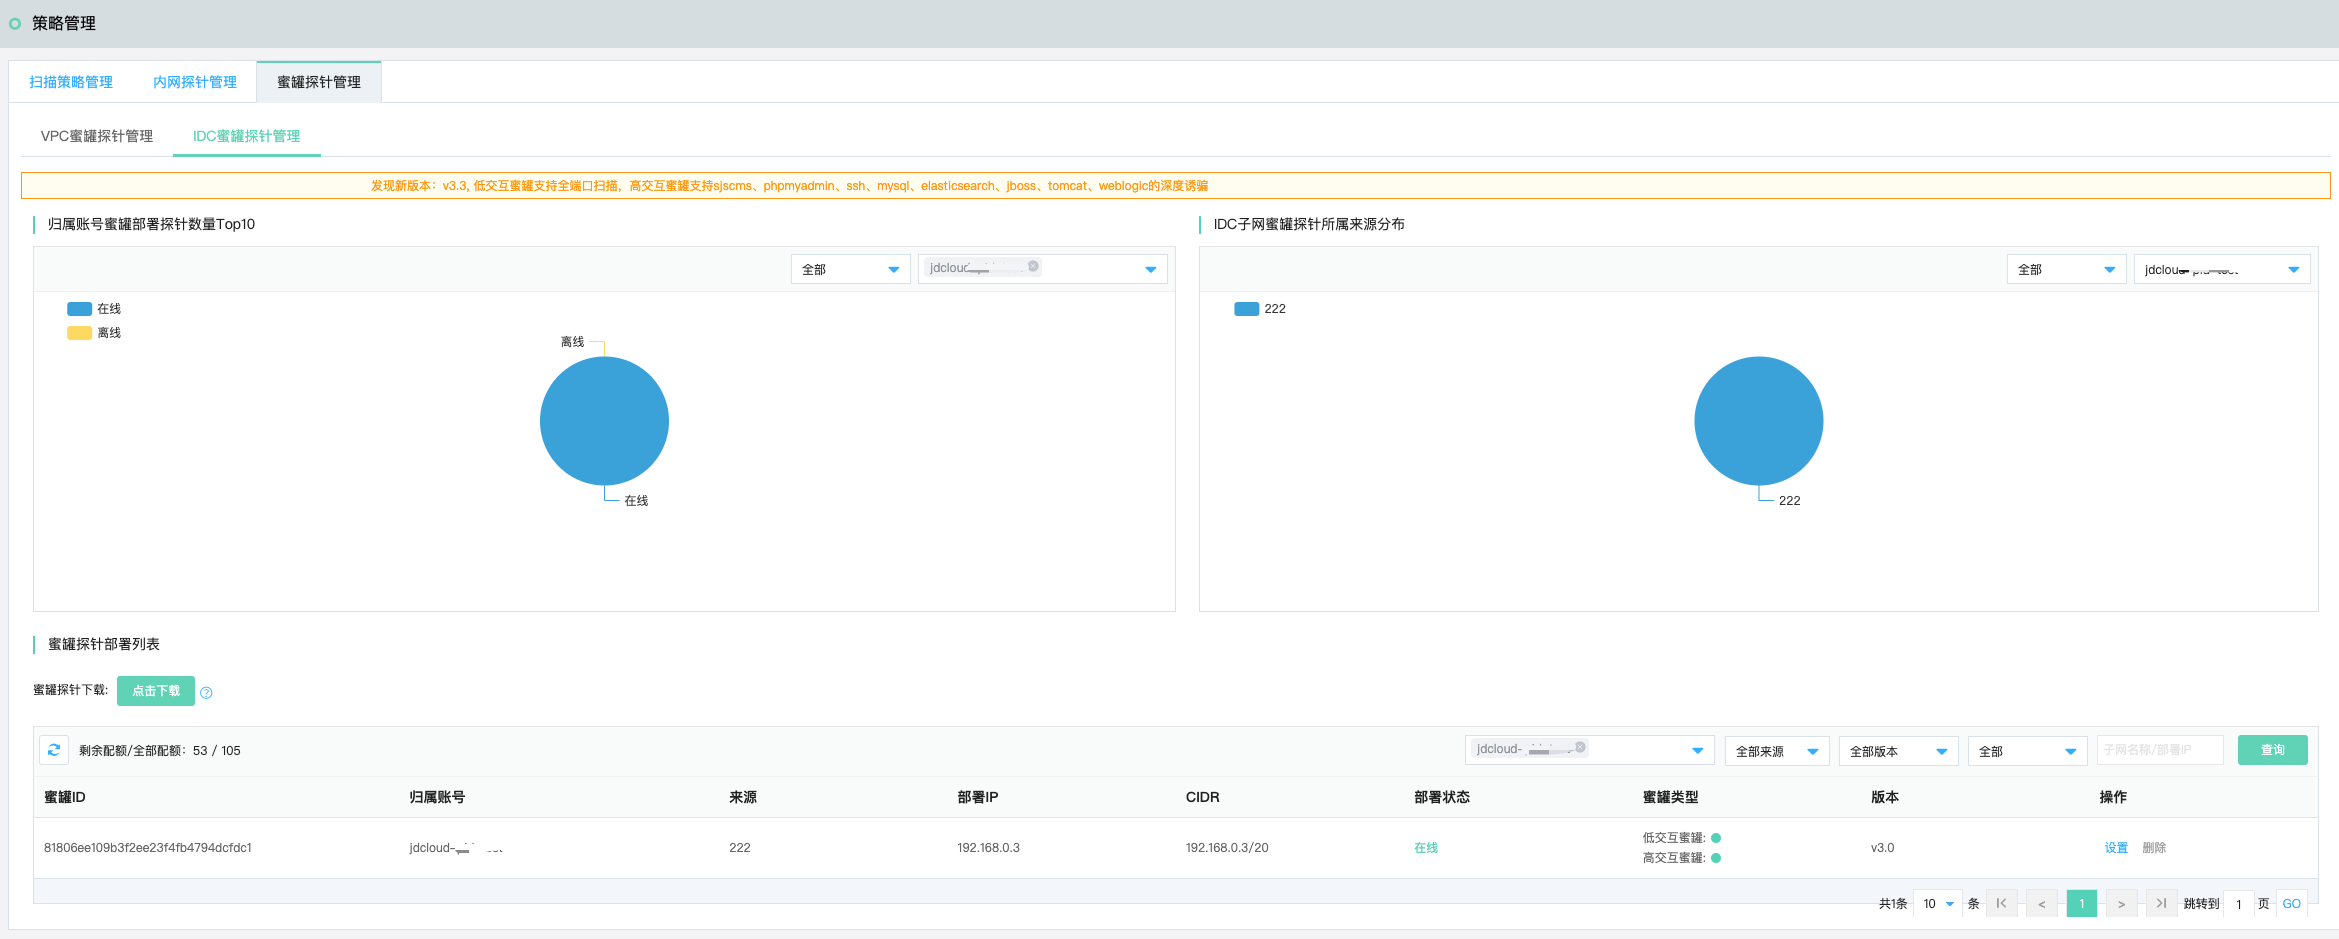 策略管理
扫描策略管理 内网探针管理 蜜罐探针管理
VPC蜜罐探针管理 IDC蜜罐探针管理
发现新版本：v3.3, 低交互蜜罐支持全端口扫描，高交互蜜罐支持sjscms、phpmyadmin、ssh、mysql、elasticsearch、jboss、tomcat、weblogic的深度诱骗
归属账号蜜罐部署探针数量Top10
全部 jdcloud
在线
离线
离线
在线
IDC子网蜜罐探针所属来源分布
全部 jdcloud
222
222
蜜罐探针部署列表
蜜罐探针下载: 点击下载 ?
剩余配额/全部配额：53 / 105 jdcloud- 全部来源 全部版本 全部 子网名称/部署IP 查询
蜜罐ID 归属账号 来源 部署IP CIDR 部署状态 蜜罐类型 版本 操作
81806ee109b3f2ee23f4fb4794dcfdc1 jdcloud- 222 192.168.0.3 192.168.0.3/20 在线 低交互蜜罐: v3.0 设置 删除
高交互蜜罐:
共1条 10 条 < 1 > 跳转到 1 页 GO